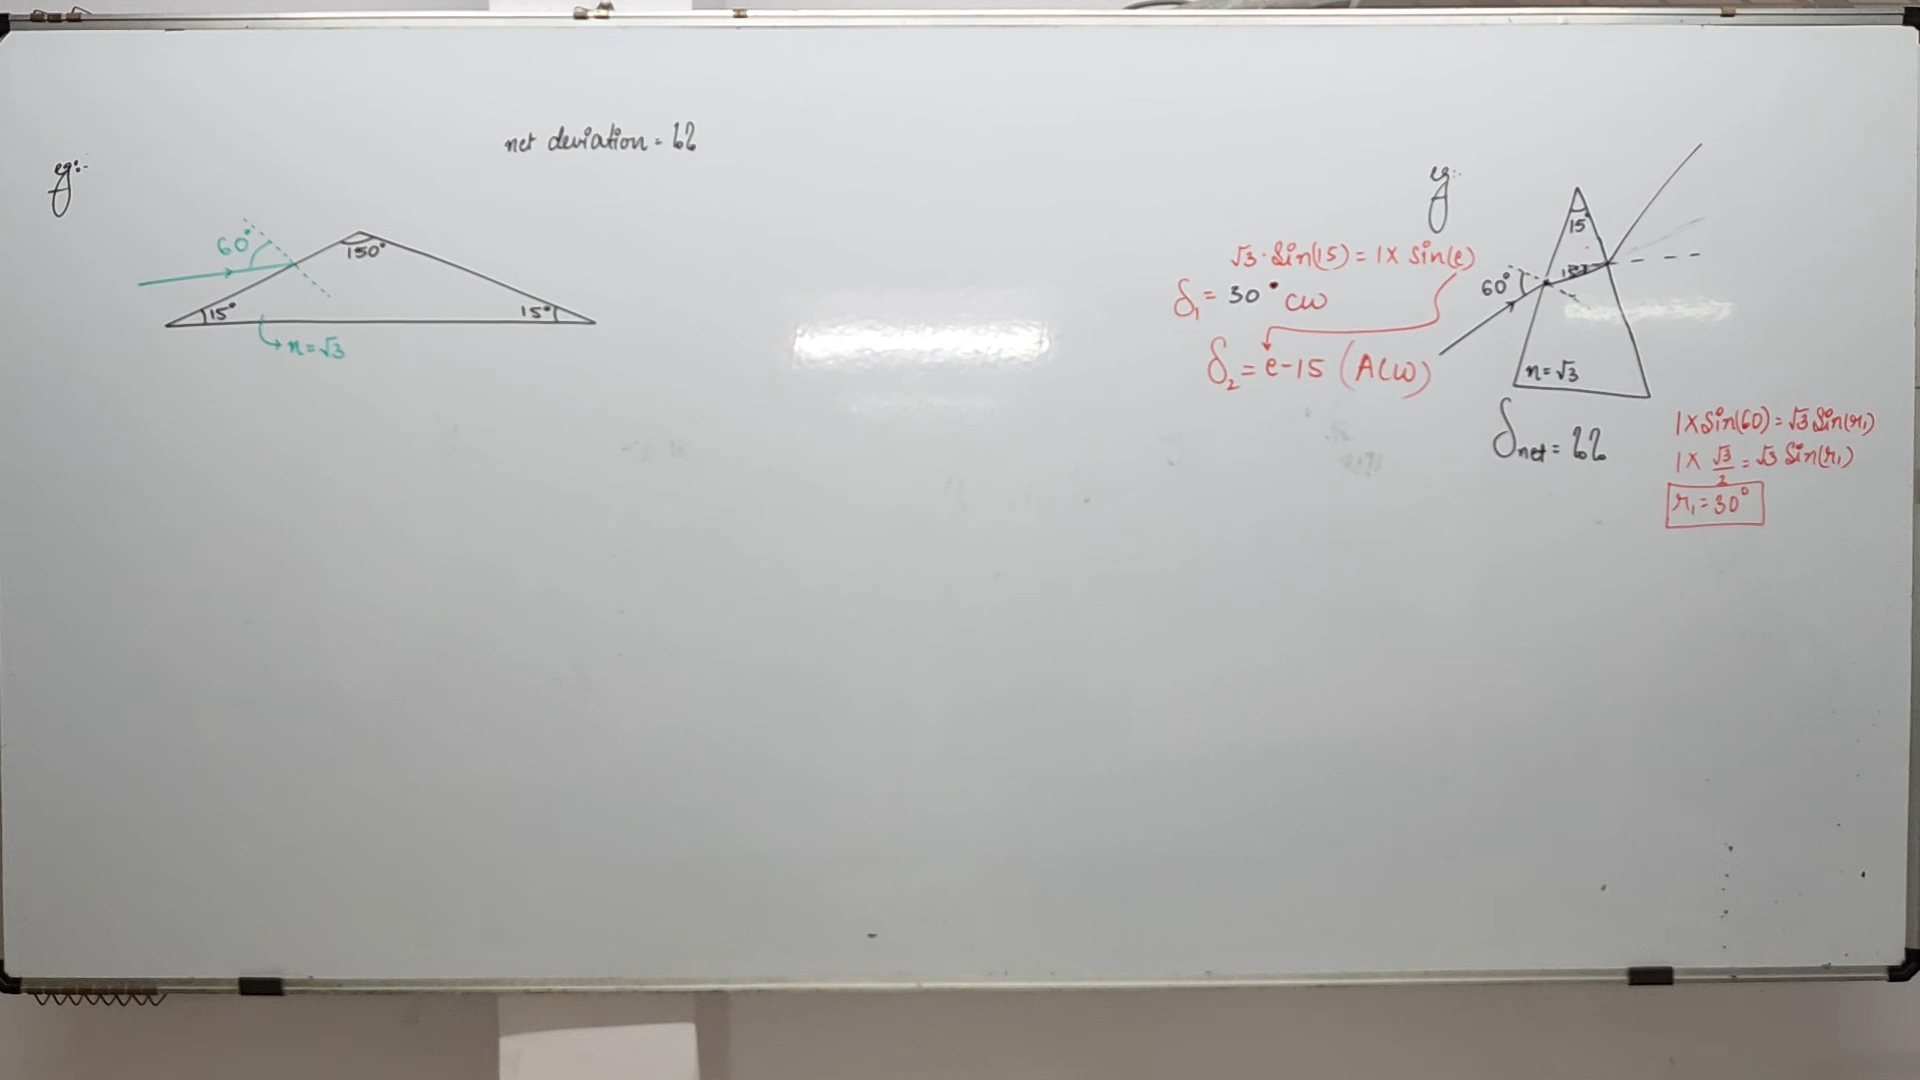 net deviation = ??
eg:-
60°
150°
15°
15°
n=√3
eg:-
15°
√3·Sin(15) = 1× Sin(e)
60°
δ₁ = 30° CW
δ₂ = e-15 (ACW)
n=√3
δnet = ??
1×Sin(60) = √3 Sin(r₁)
1× √3/2 = √3 Sin(r₁)
r₁ = 30°